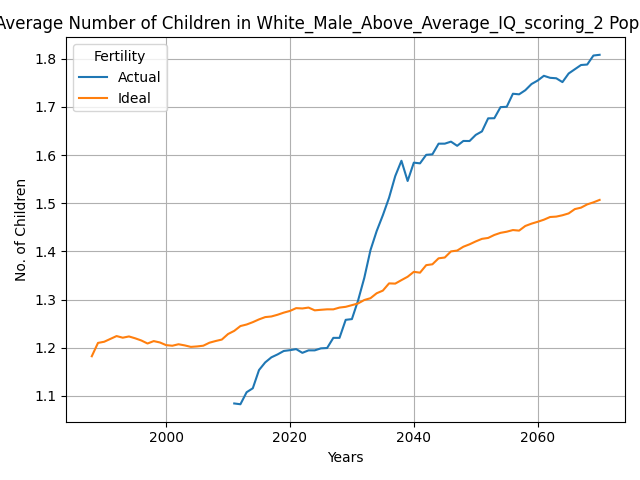 Average Number of Children in White_Male_Above_Average_IQ_scoring_2 Pop
Fertility
Actual
Ideal
1.8
1.7
1.6
1.5
1.4
1.3
1.2
1.1
No. of Children
2000 2020 2040 2060
Years